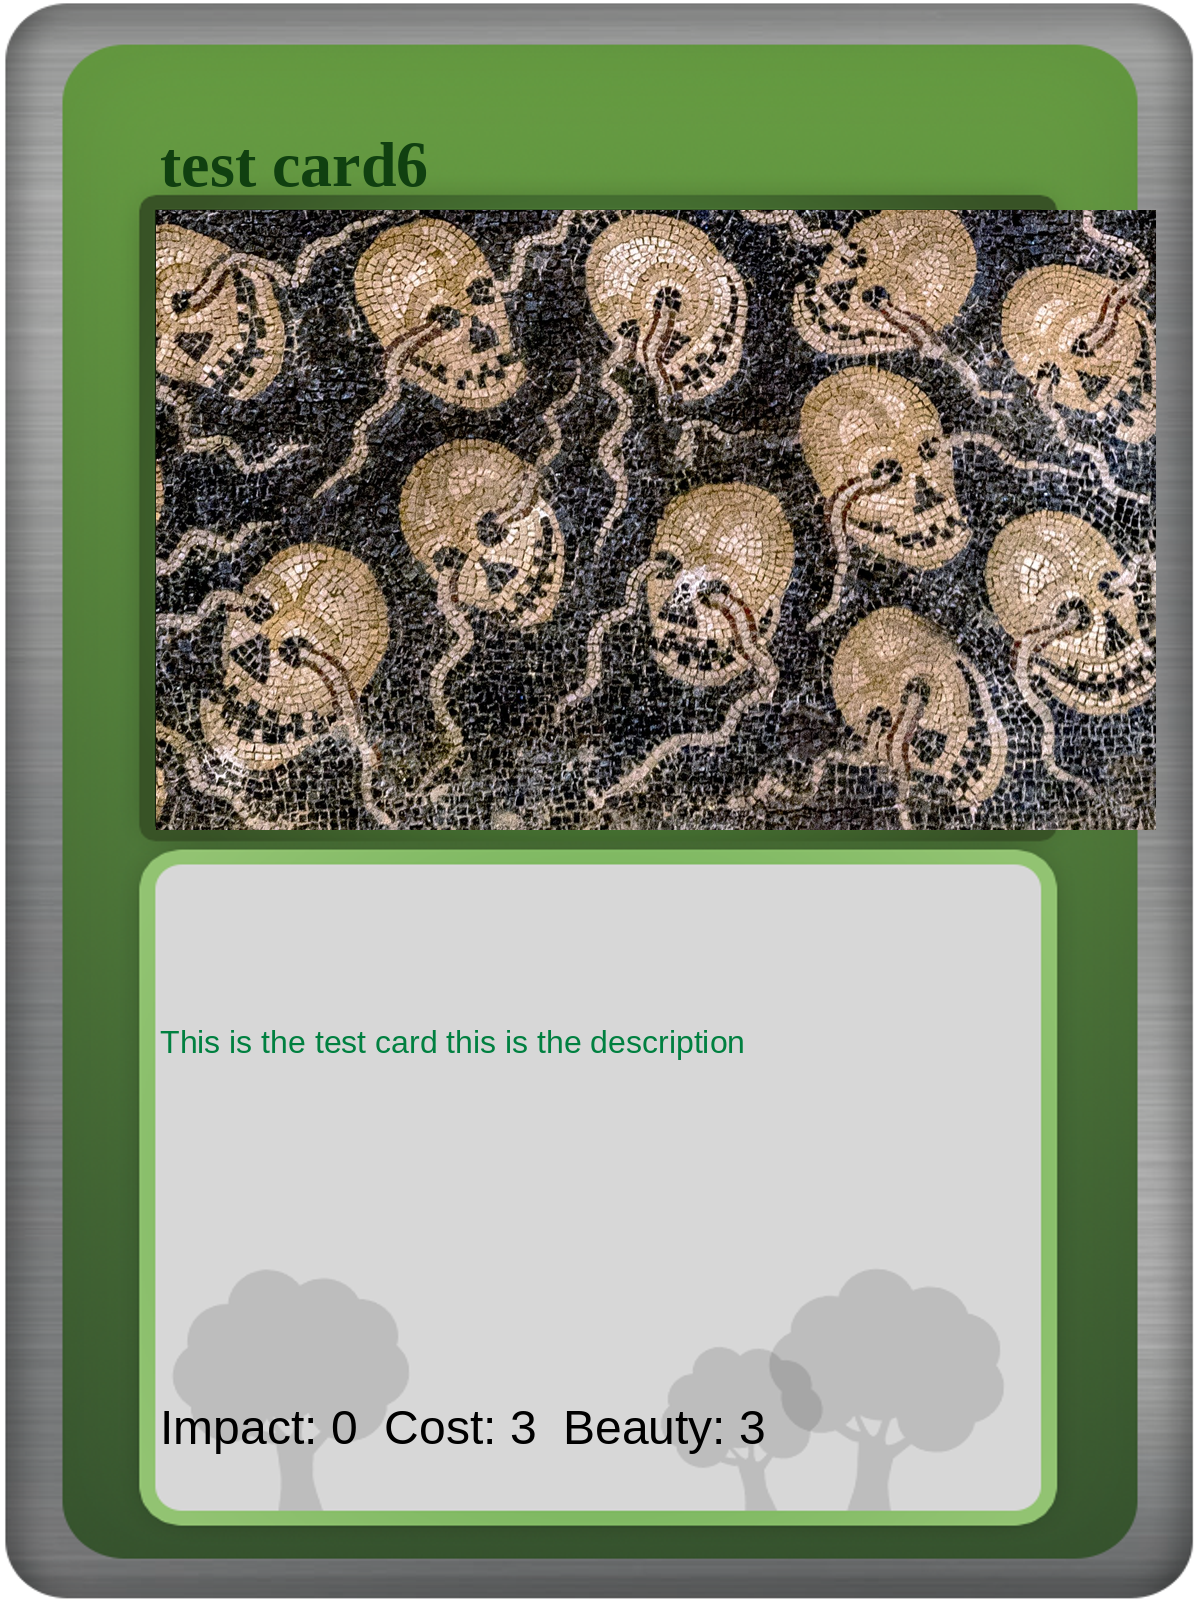 test card6
This is the test card this is the description
Impact: 0  Cost: 3  Beauty: 3